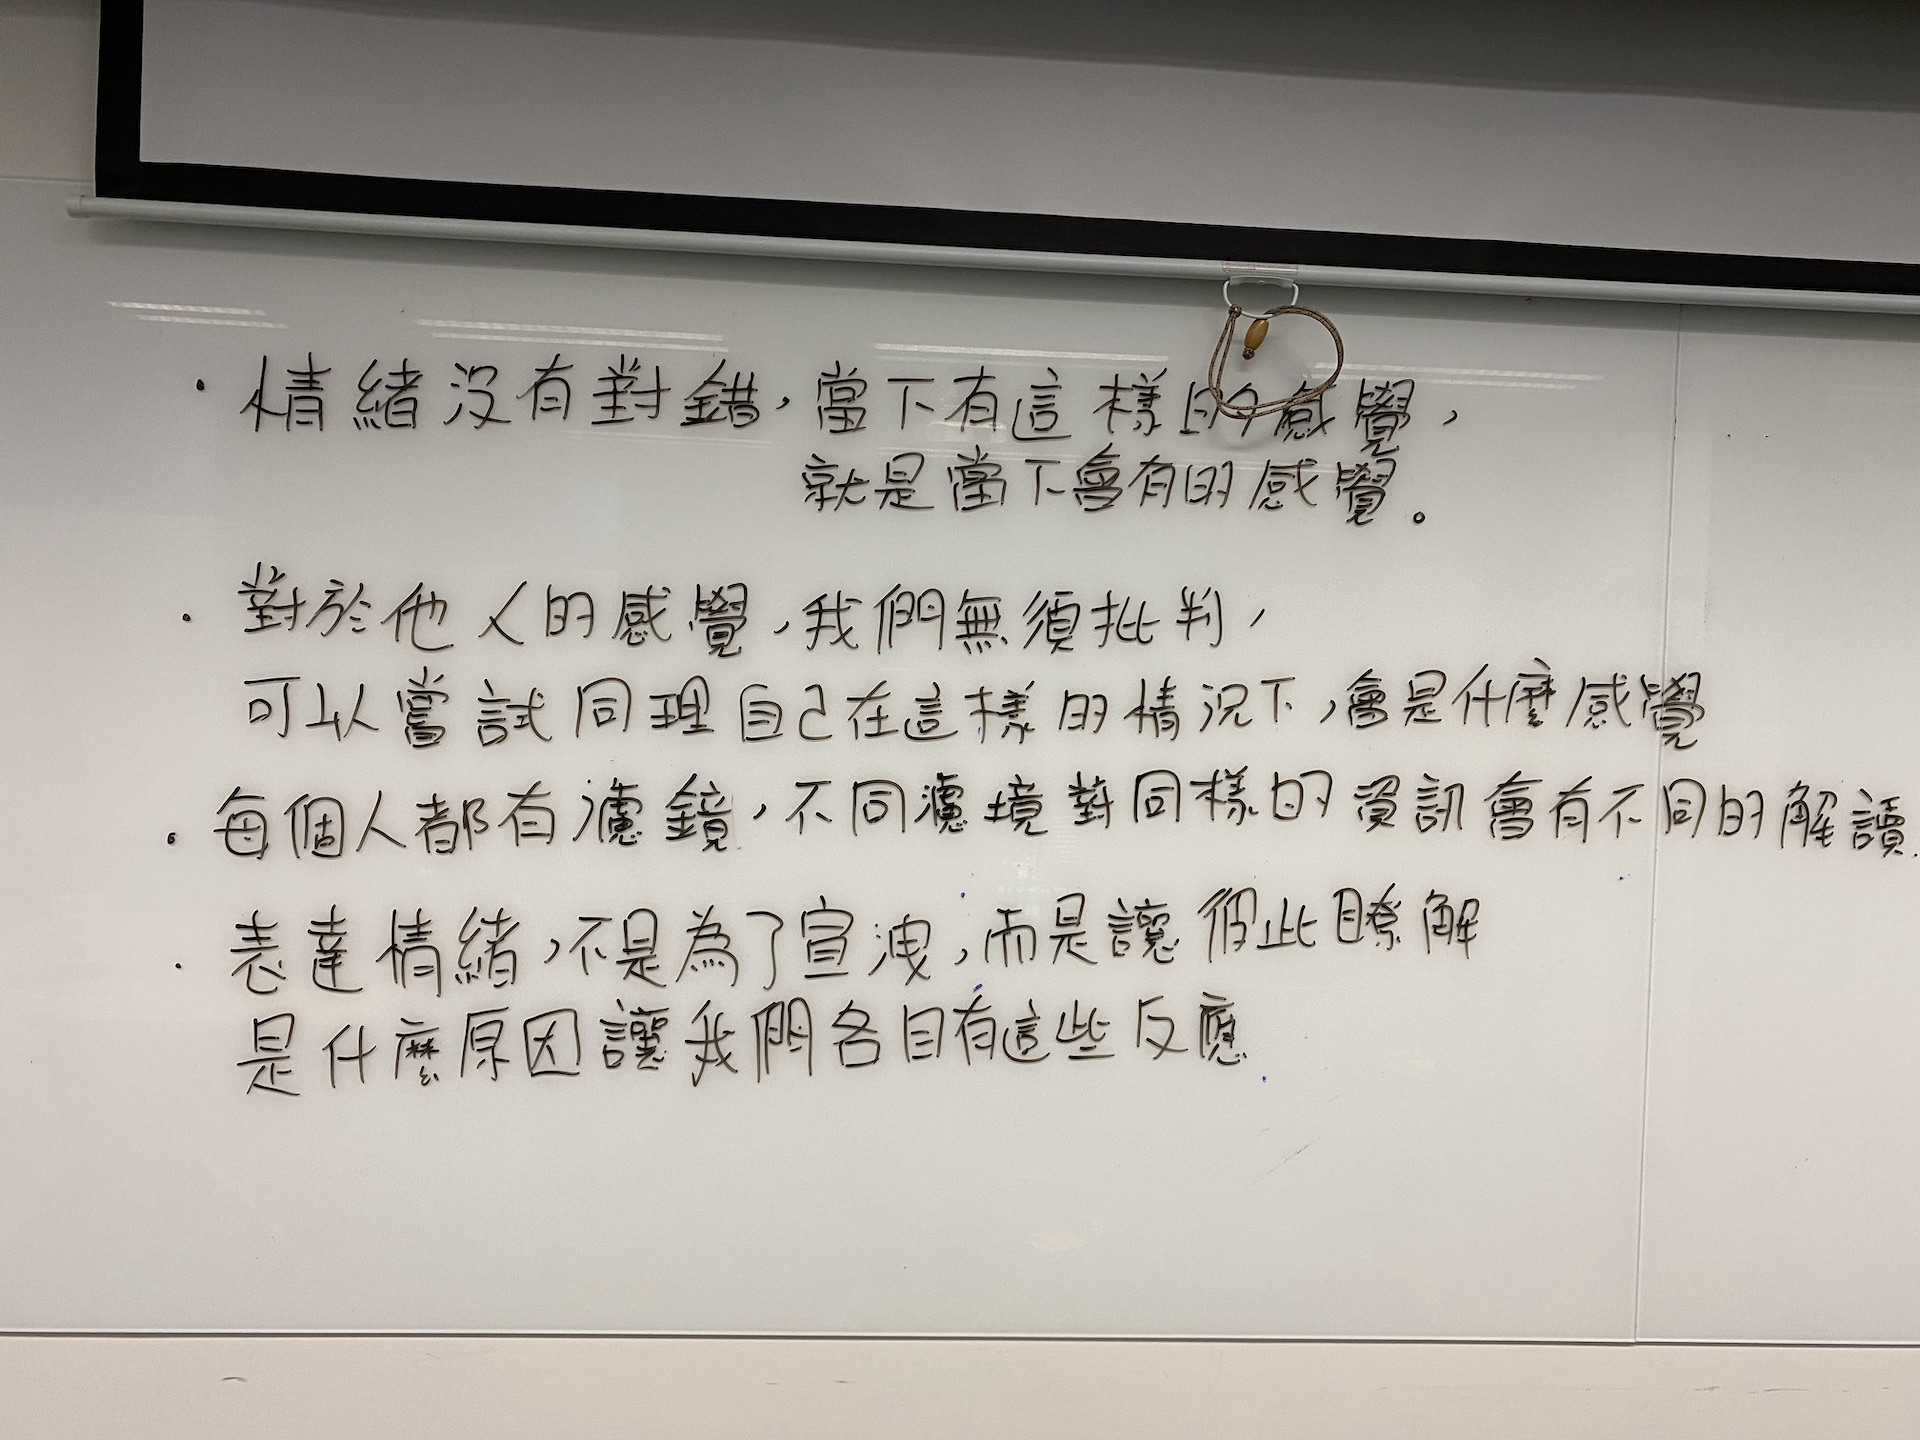 · 情緒沒有對錯，當下有這樣的感覺，
就是當下會有的感覺。
· 對於他人的感覺，我們無須批判，
可以嘗試同理自己在這樣的情況下，會是什麼感覺
· 每個人都有濾鏡，不同濾境對同樣的資訊會有不同的解讀.
· 表達情緒，不是為了宣洩，而是讓彼此瞭解
是什麼原因讓我們各自有這些反應